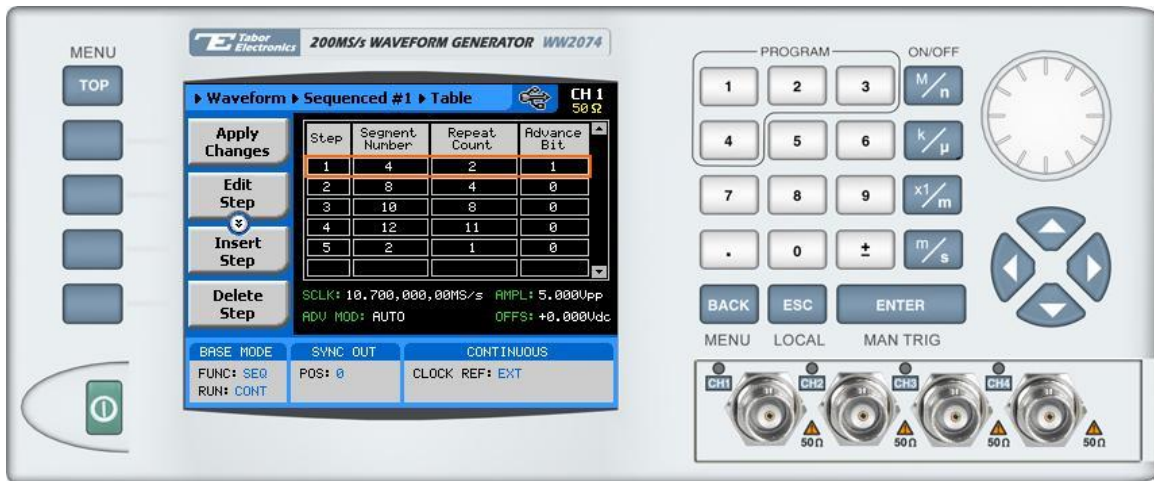 MENU
TOP
Tabor
Electronics
200MS/s WAVEFORM GENERATOR WW2074
Waveform Sequenced #1 Table
CH 1
50 Ω
Apply
Changes
Edit
Step
Insert
Step
Delete
Step
Step Segment Number Repeat Count Advance Bit
1 4 2 1
2 8 4 0
3 10 8 0
4 12 11 0
5 2 1 0
SCLK: 10.700,000,00MS/s AMPL: 5.000Vpp
ADV MOD: AUTO OFFS: +0.000Vdc
BASE MODE SYNC OUT CONTINUOUS
FUNC: SEQ POS: 0 CLOCK REF: EXT
RUN: CONT
PROGRAM ON/OFF
1 2 3 M/n
4 5 6 k/µ
7 8 9 x1/m
. 0 ± m/s
BACK ESC ENTER
MENU LOCAL MAN TRIG
CH1 CH2 CH3 CH4
50Ω 50Ω 50Ω 50Ω